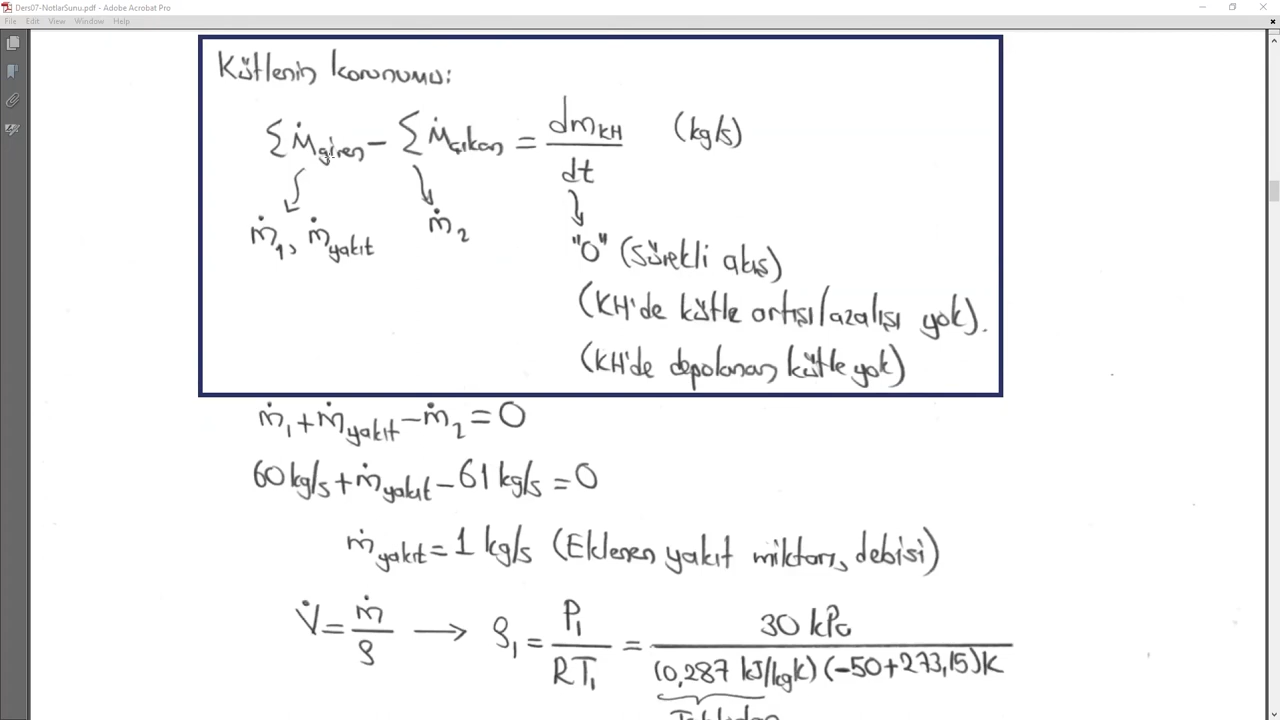 Ders07-NotlarSunu.pdf - Adobe Acrobat Pro
File Edit View Window Help
Kütlenin korunumu:
∑ṁgiren − ∑ṁçıkan = dmKH/dt (kg/s)
ṁ1, ṁyakıt ṁ2
"0" (Sürekli akış)
(KH'de kütle artışı/azalışı yok).
(KH'de depolanan kütle yok)
ṁ1 + ṁyakıt − ṁ2 = 0
60 kg/s + ṁyakıt − 61 kg/s = 0
ṁyakıt = 1 kg/s (Eklenen yakıt miktarı, debisi)
V̇ = ṁ/ρ → ρ1 = P1/RT1 = 30 kPa/(0,287 kJ/kgK)(−50+273,15)K
Tablodan